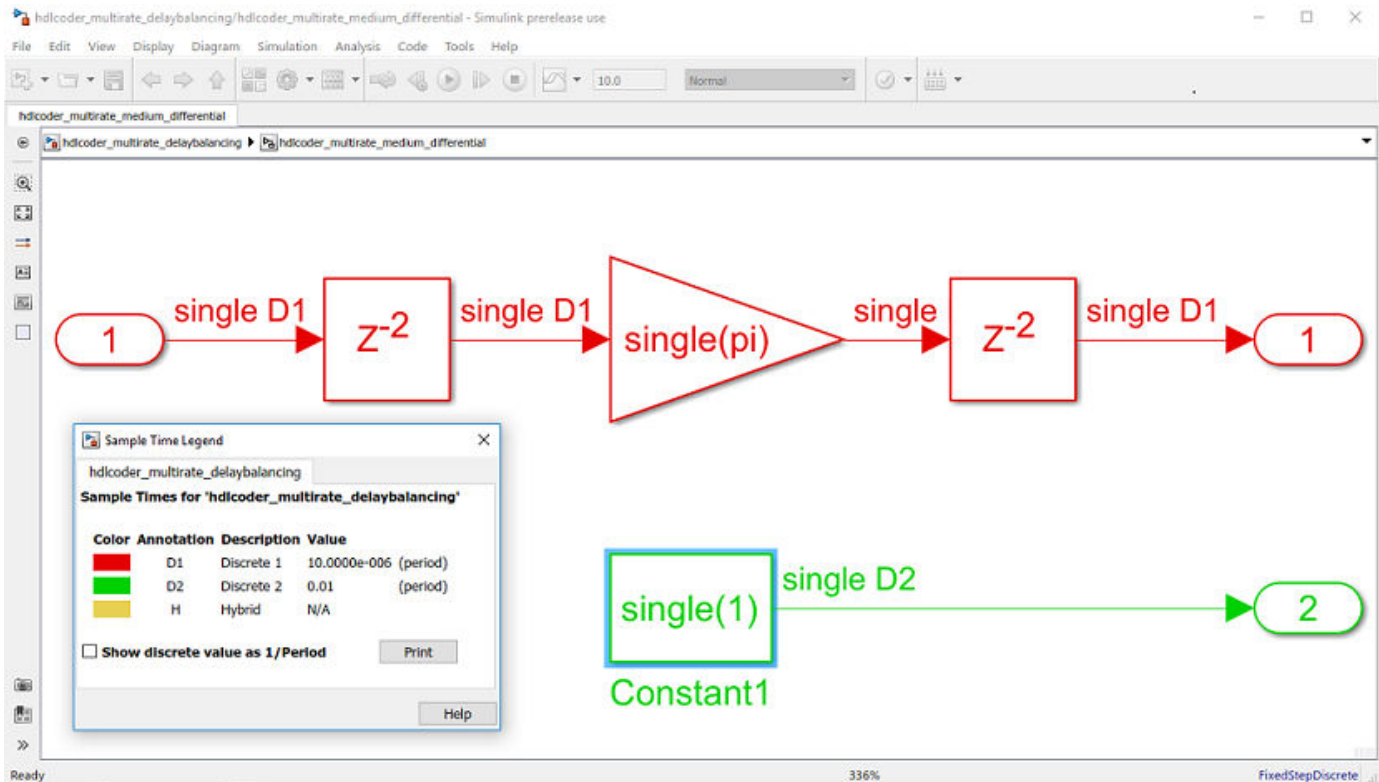 hdlcoder_multirate_delaybalancing/hdlcoder_multirate_medium_differential - Simulink prerelease use
File Edit View Display Diagram Simulation Analysis Code Tools Help
10.0 Normal
hdlcoder_multirate_medium_differential
hdlcoder_multirate_delaybalancing hdlcoder_multirate_medium_differential
single D1 single D1 single single D1
1 Z-2 single(pi) Z-2 1
Sample Time Legend
hdlcoder_multirate_delaybalancing
Sample Times for 'hdlcoder_multirate_delaybalancing'
Color Annotation Description Value
D1 Discrete 1 10.0000e-006 (period)
D2 Discrete 2 0.01 (period)
H Hybrid N/A
Show discrete value as 1/Period Print
Help
single D2
single(1) 2
Constant1
Ready 336% FixedStepDiscrete